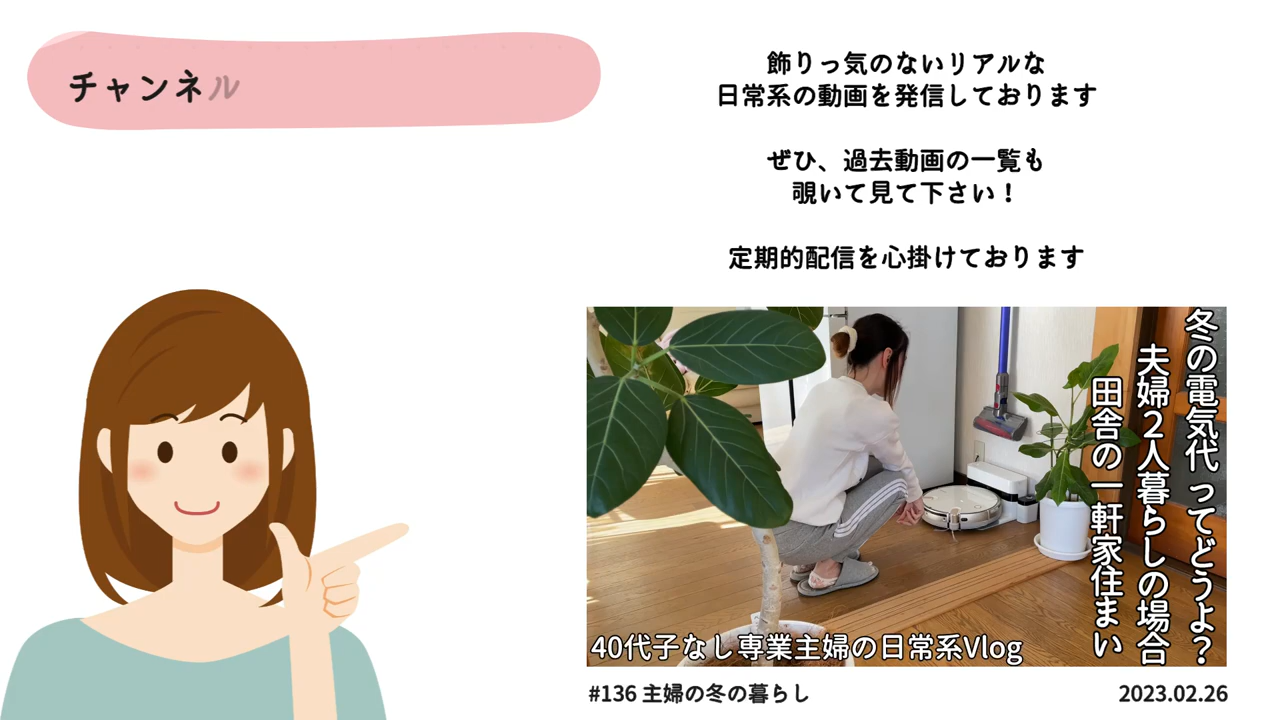 チャンネル
飾りっ気のないリアルな
日常系の動画を発信しております
ぜひ、過去動画の一覧も
覗いて見て下さい！
定期的配信を心掛けております
冬の電気代ってどうよ？
夫婦２人暮らしの場合
田舎の一軒家住まい
40代子なし専業主婦の日常系Vlog
#136 主婦の冬の暮らし
2023.02.26